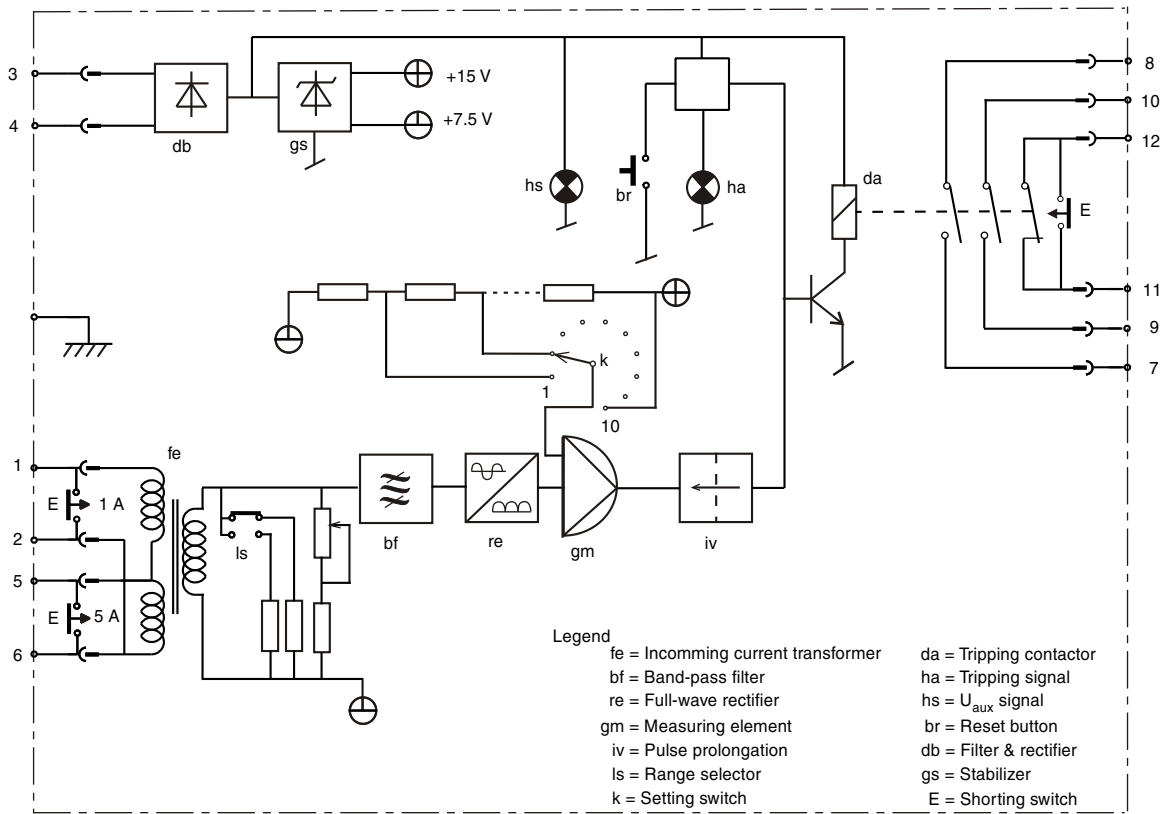 3
4
db
gs
+15 V
+7.5 V
hs
br
ha
da
E
8
10
12
11
9
7
k
1
10
1
2
5
6
E
1 A
E
5 A
fe
ls
bf
re
gm
iv
Legend
fe = Incomming current transformer
bf = Band-pass filter
re = Full-wave rectifier
gm = Measuring element
iv = Pulse prolongation
ls = Range selector
k = Setting switch
da = Tripping contactor
ha = Tripping signal
hs = Uaux signal
br = Reset button
db = Filter & rectifier
gs = Stabilizer
E = Shorting switch